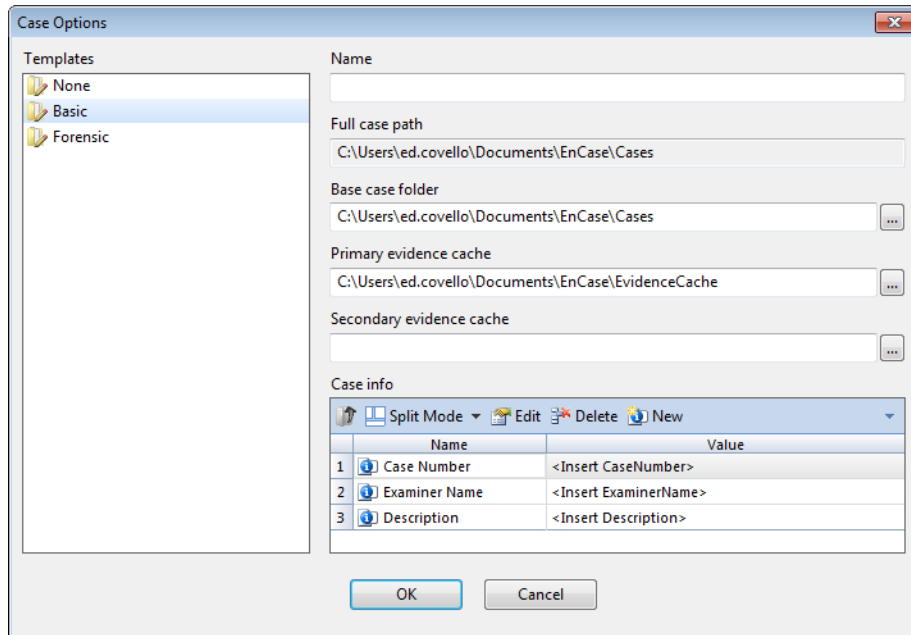 Case Options
Templates
None
Basic
Forensic
Name
Full case path
C:\Users\ed.covello\Documents\EnCase\Cases
Base case folder
C:\Users\ed.covello\Documents\EnCase\Cases
...
Primary evidence cache
C:\Users\ed.covello\Documents\EnCase\EvidenceCache
...
Secondary evidence cache
...
Case info
Split Mode Edit Delete New
Name Value
1 Case Number <Insert CaseNumber>
2 Examiner Name <Insert ExaminerName>
3 Description <Insert Description>
OK Cancel